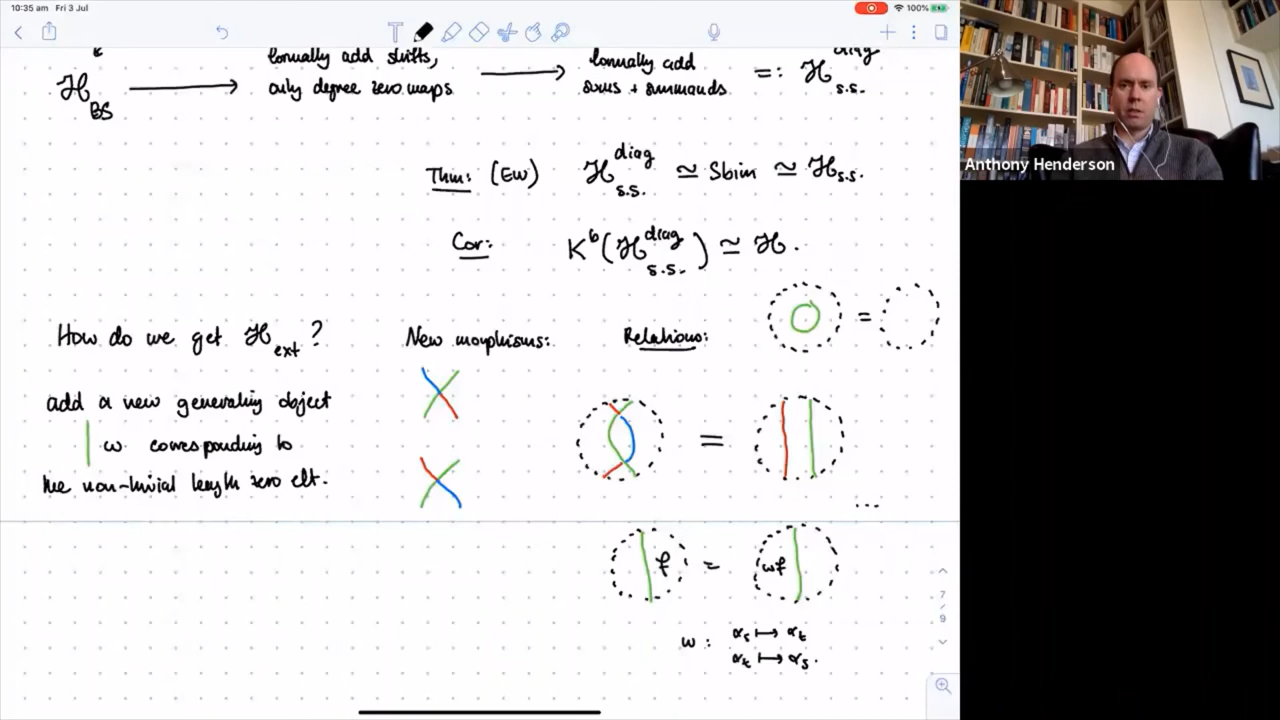 10:35 am Fri 3 Jul
100%
formally add shifts,
only degree zero maps
formally add
sums + summands
=: ℋ^diag_s.s.
ℋ_BS
Thm: (EW) ℋ^diag_s.s. ≃ Sbim ≃ ℋ_s.s.
Cor: K^b(ℋ^diag_s.s.) ≃ ℋ.
=
How do we get ℋ_ext?
New morphisms:
Relations:
add a new generating object
| ω corresponding to
the non-trivial length zero elt.
=
...
f = ωf
ω : α_s ↦ α_t
α_t ↦ α_s.
7
/
9
Anthony Henderson